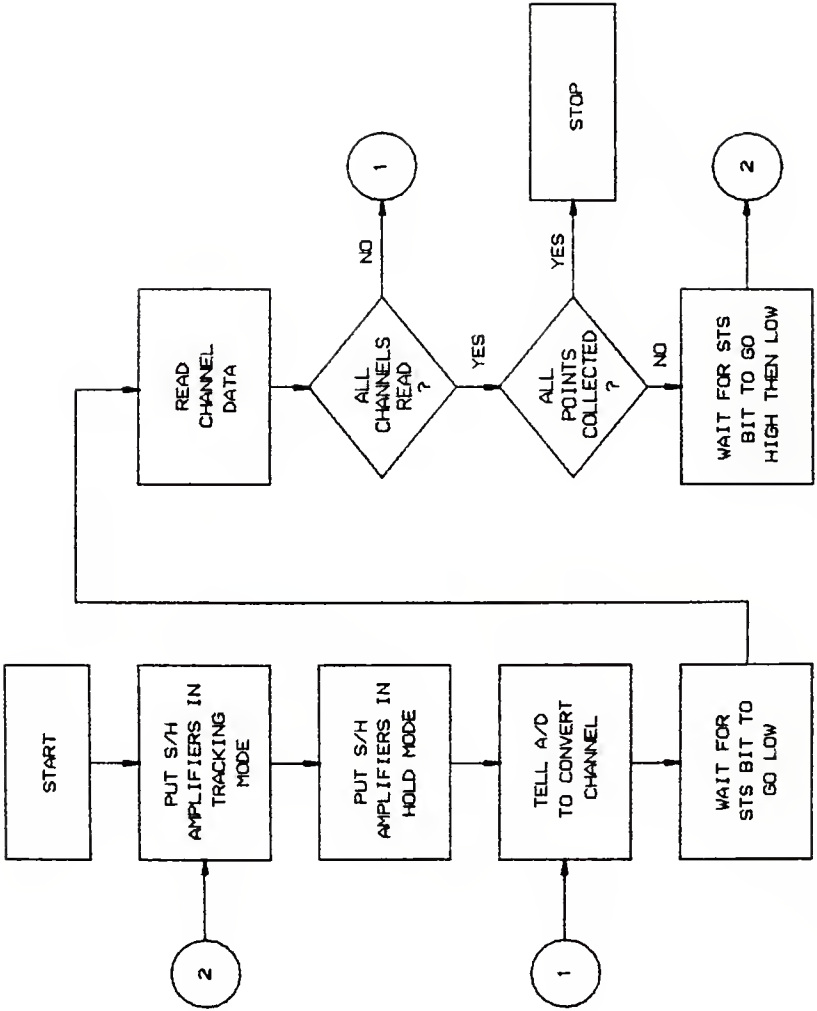 START
PUT S/H
AMPLIFIERS IN
TRACKING
MODE
2
PUT S/H
AMPLIFIERS IN
HOLD MODE
TELL A/D
TO CONVERT
CHANNEL
1
WAIT FOR
STS BIT TO
GO LOW
READ
CHANNEL
DATA
ALL
CHANNELS
READ
?
NO
1
YES
ALL
POINTS
COLLECTED
?
YES
STOP
NO
WAIT FOR STS
BIT TO GO
HIGH THEN LOW
2